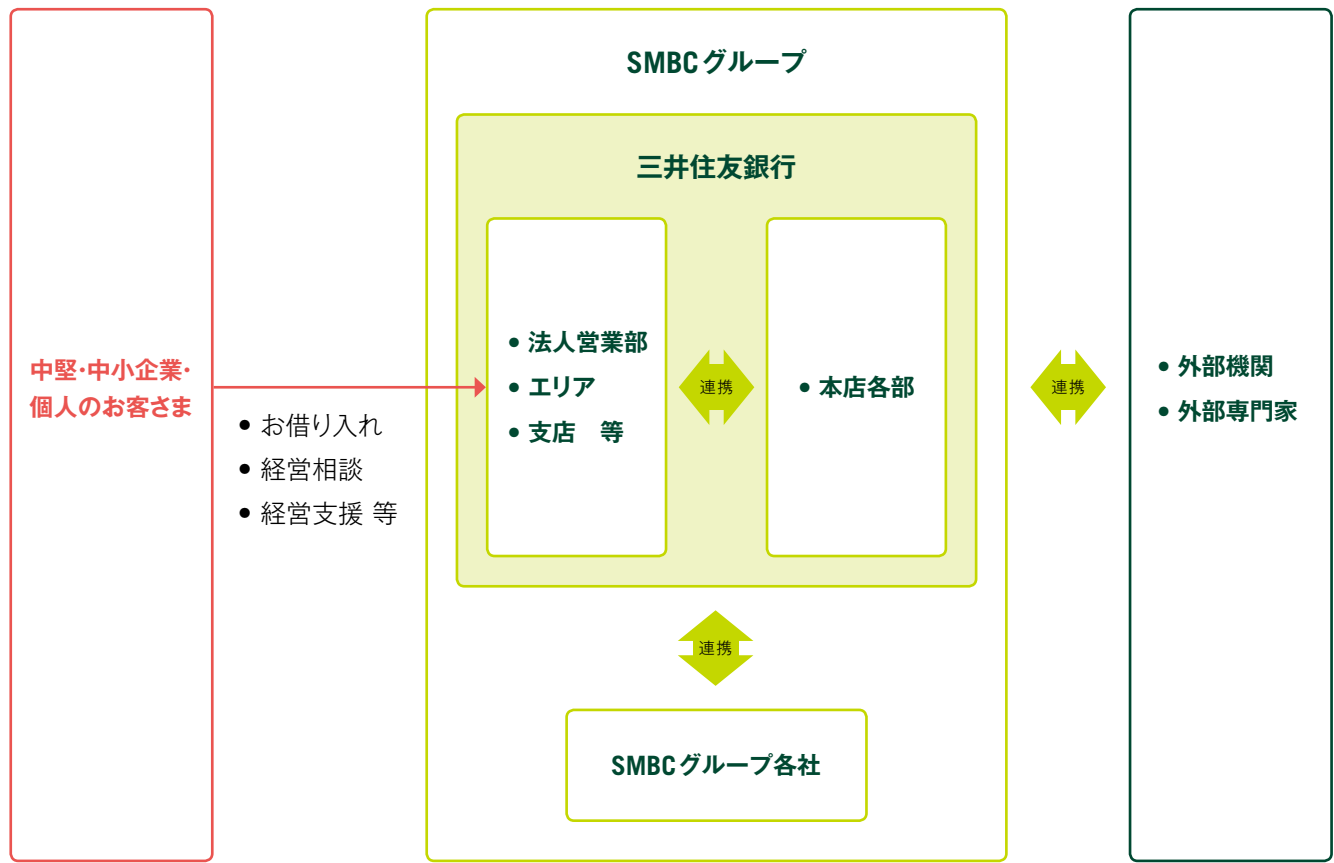 中堅・中小企業・
個人のお客さま
• お借り入れ
• 経営相談
• 経営支援 等
SMBCグループ
三井住友銀行
• 法人営業部
• エリア
• 支店　等
連携
• 本店各部
連携
SMBCグループ各社
連携
• 外部機関
• 外部専門家